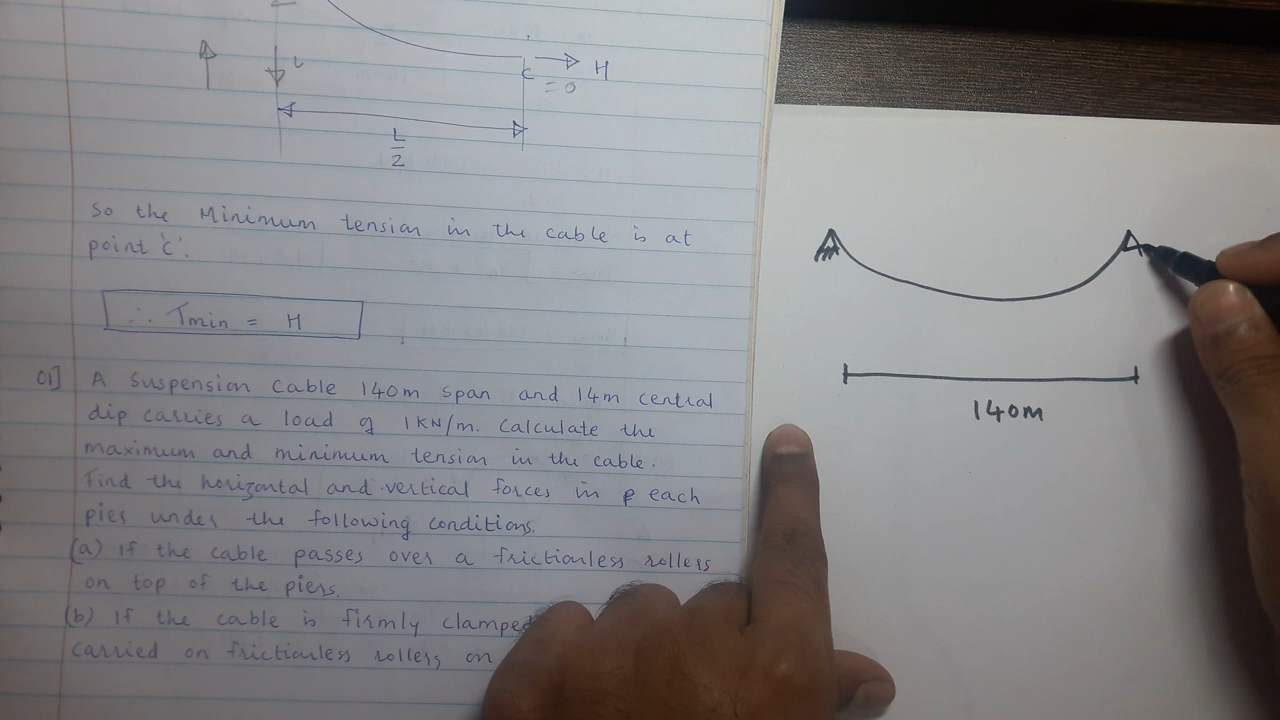 L
C
H
= 0
L
2
so the Minimum tension in the cable is at
point 'C'.
∴ Tmin = H
01] A Suspension Cable 140m span and 14m central
dip carries a load of 1KN/m. Calculate the
maximum and minimum tension in the cable.
Find the horizontal and vertical forces in each
pier under the following conditions.
(a) If the cable passes over a frictionless rollers
on top of the piers.
(b) If the cable is firmly clamped
carried on frictionless rollers on
140m